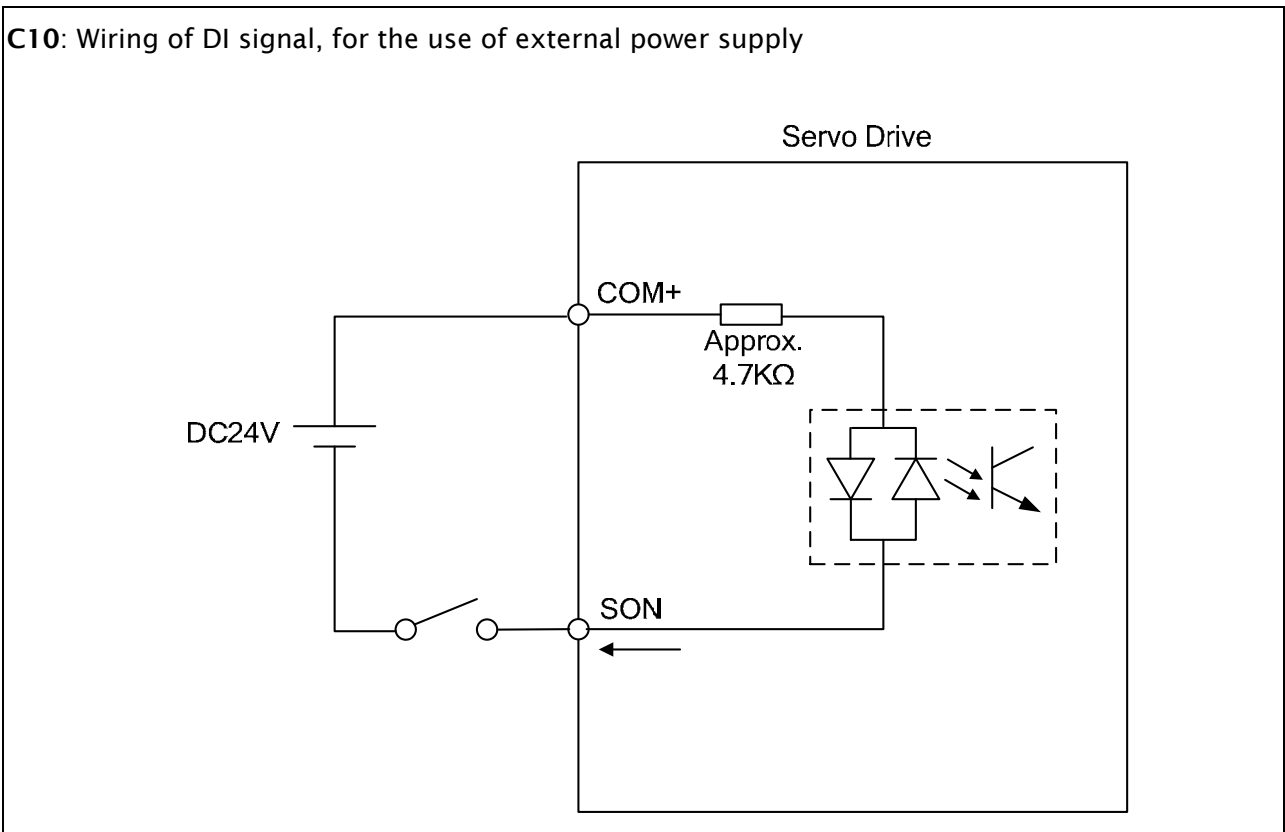 C10: Wiring of DI signal, for the use of external power supply
Servo Drive
COM+
Approx.
4.7KΩ
DC24V
SON